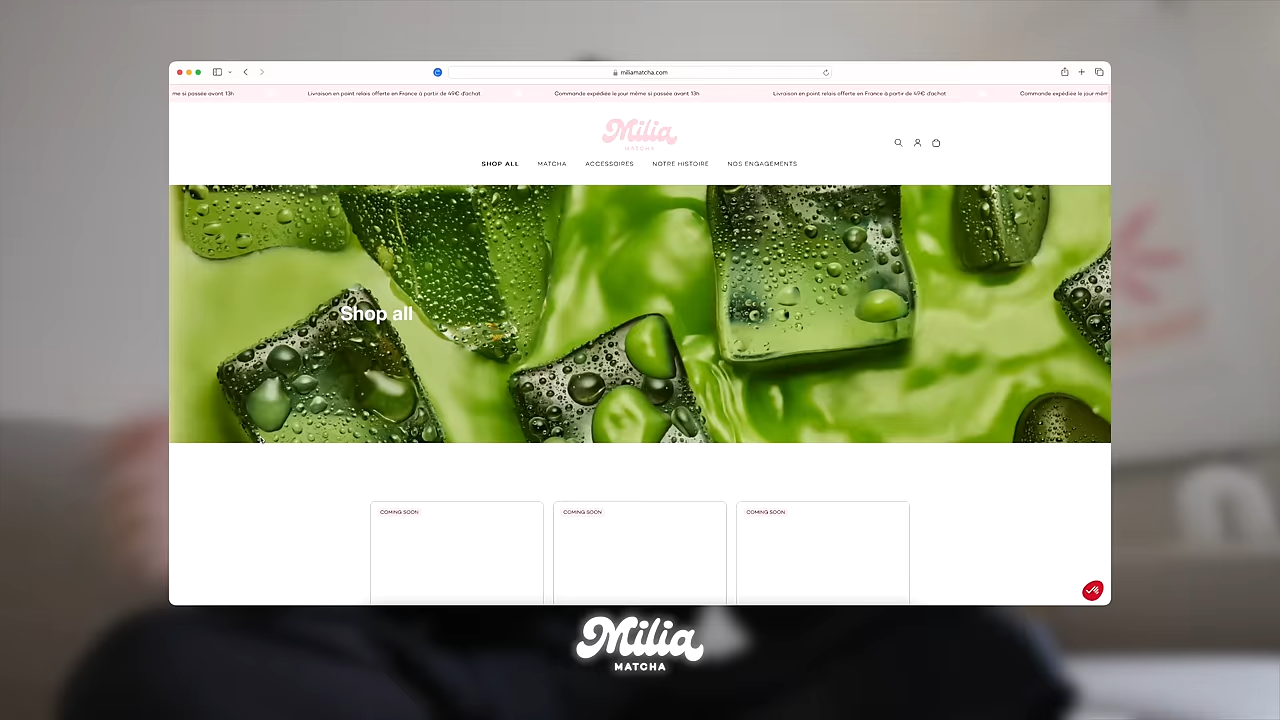 miliamatcha.com
me si passée avant 13h
Livraison en point relais offerte en France à partir de 49€ d'achat
Commande expédiée le jour même si passée avant 13h
Livraison en point relais offerte en France à partir de 49€ d'achat
Commande expédiée le jour mêm
Milia
MATCHA
SHOP ALL
MATCHA
ACCESSOIRES
NOTRE HISTOIRE
NOS ENGAGEMENTS
Shop all
COMING SOON
COMING SOON
COMING SOON
Milia
MATCHA